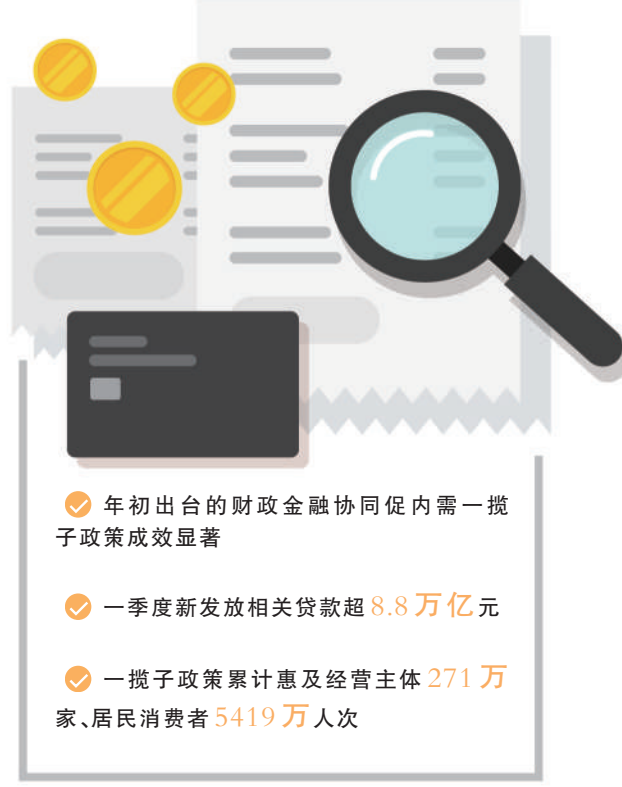 年初出台的财政金融协同促内需一揽
子政策成效显著
一季度新发放相关贷款超8.8万亿元
一揽子政策累计惠及经营主体271万
家、居民消费者5419万人次